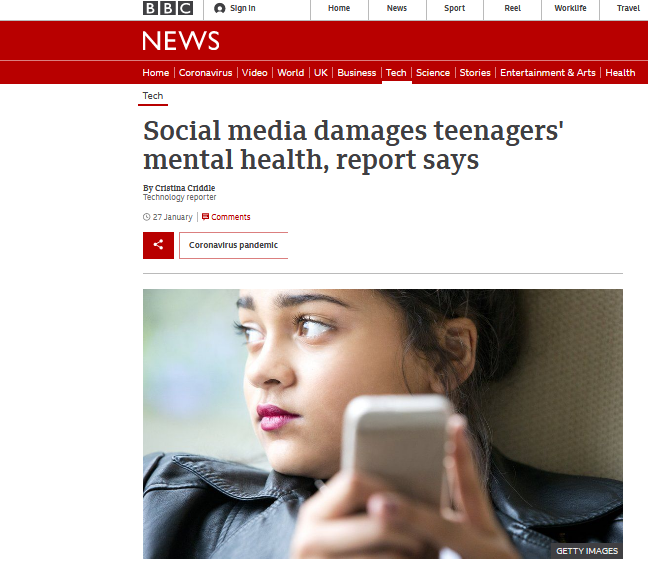 BBC Sign in Home News Sport Reel Worklife Travel
NEWS
Home Coronavirus Video World UK Business Tech Science Stories Entertainment & Arts Health
Tech
Social media damages teenagers'
mental health, report says
By Cristina Criddle
Technology reporter
27 January Comments
Coronavirus pandemic
GETTY IMAGES